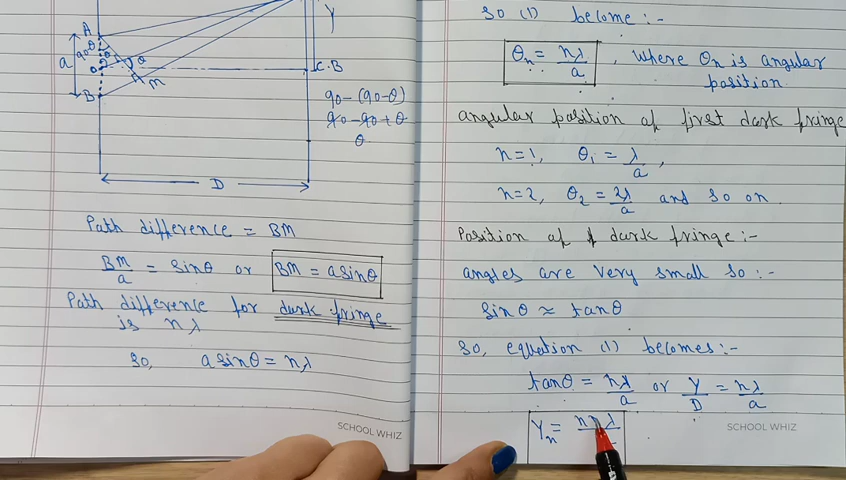 A
90 θ
θ
θ
a
θ
B
M
Y
C.B
90-(90-θ)
90-90+θ
θ
D
Path difference = BM
BM/a = sinθ or BM = a sinθ
Path difference for dark fringe
is nλ
So, a sinθ = nλ
SCHOOL WHIZ
So (1) become :-
θn = nλ/a , where θn is angular
position
angular position of first dark fringe
n=1, θ1 = λ/a ,
n=2, θ2 = 2λ/a and so on
Position of dark fringe :-
angles are very small so :-
sinθ ≈ tanθ
So, equation (1) becomes :-
tanθ = nλ/a or Y/D = nλ/a
Yn =
SCHOOL WHIZ